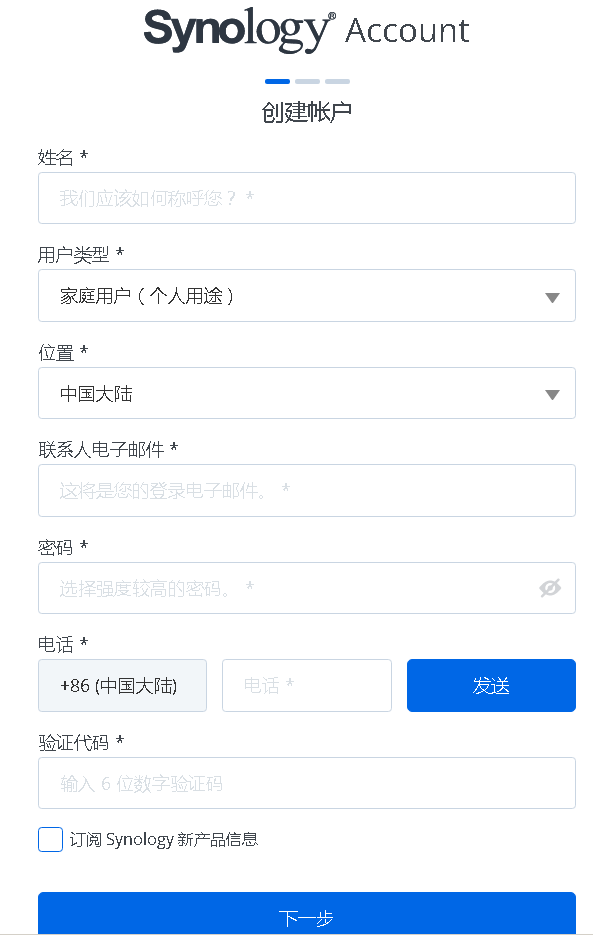 Synology® Account
创建帐户
姓名 *
我们应该如何称呼您？ *
用户类型 *
家庭用户（个人用途）
位置 *
中国大陆
联系人电子邮件 *
这将是您的登录电子邮件。 *
密码 *
选择强度较高的密码。 *
电话 *
+86 (中国大陆) 电话 * 发送
验证代码 *
输入 6 位数字验证码
订阅 Synology 新产品信息
下一步